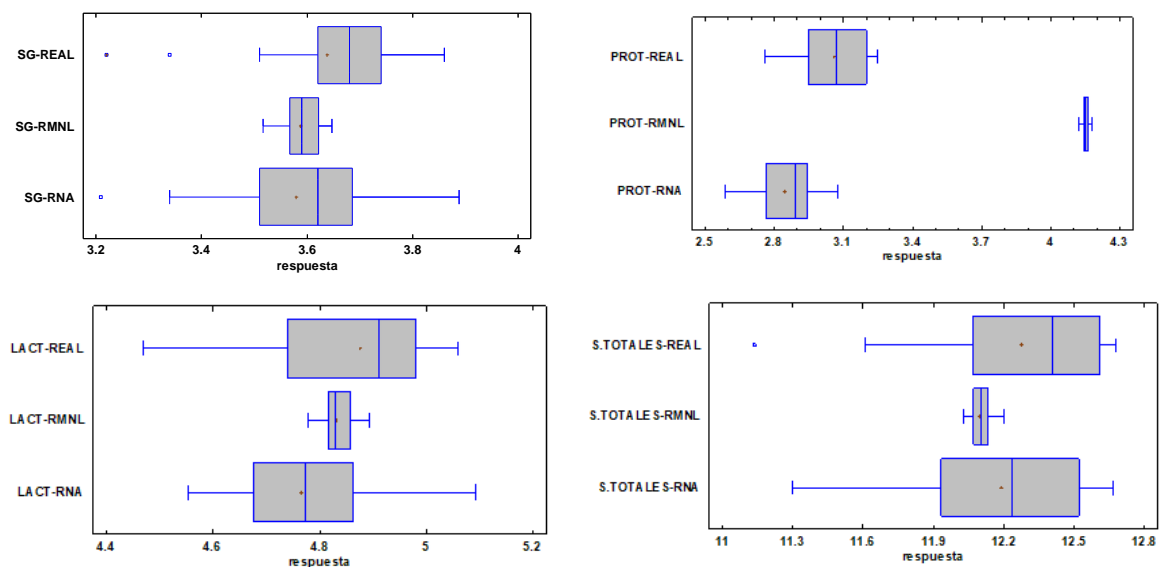 SG-REAL
SG-RMNL
SG-RNA
3.2 3.4 3.6 3.8 4
respuesta
PROT-REAL
PROT-RMNL
PROT-RNA
2.5 2.8 3.1 3.4 3.7 4 4.3
respuesta
LACT-REAL
LACT-RMNL
LACT-RNA
4.4 4.6 4.8 5 5.2
respuesta
S.TOTALES-REAL
S.TOTALES-RMNL
S.TOTALES-RNA
11 11.3 11.6 11.9 12.2 12.5 12.8
respuesta